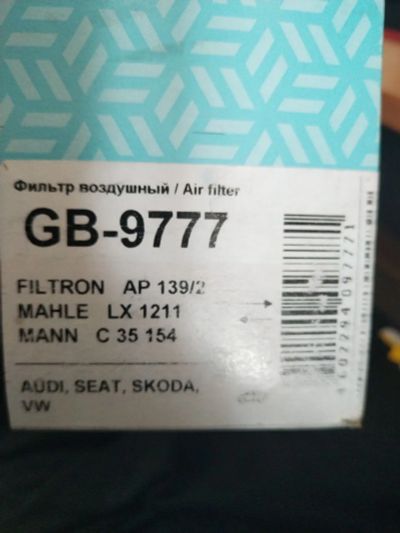 Фильтр воздушный / Air filter
GB-9777
FILTRON AP 139/2
MAHLE LX 1211
MANN C 35 154
AUDI, SEAT, SKODA,
VW